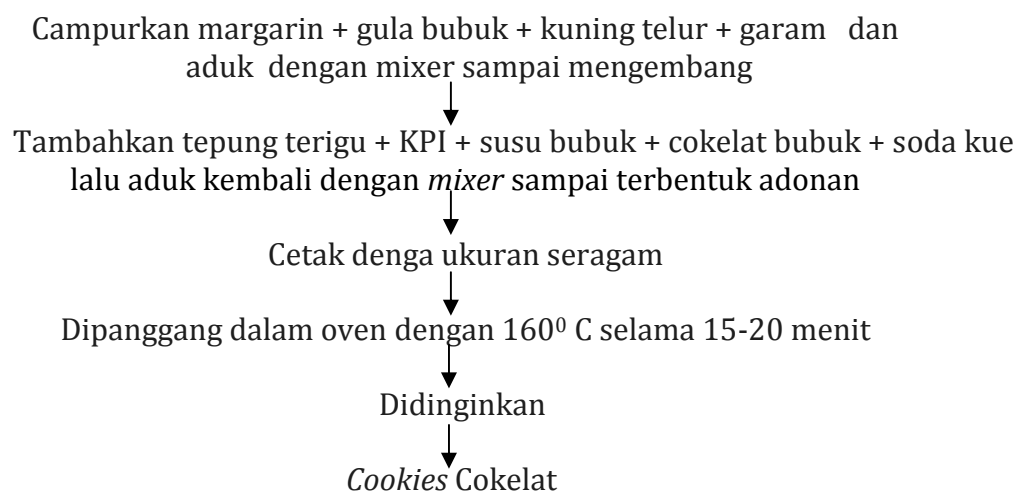 Campurkan margarin + gula bubuk + kuning telur + garam dan
aduk dengan mixer sampai mengembang
Tambahkan tepung terigu + KPI + susu bubuk + cokelat bubuk + soda kue
lalu aduk kembali dengan mixer sampai terbentuk adonan
Cetak denga ukuran seragam
Dipanggang dalam oven dengan 160⁰ C selama 15-20 menit
Didinginkan
Cookies Cokelat